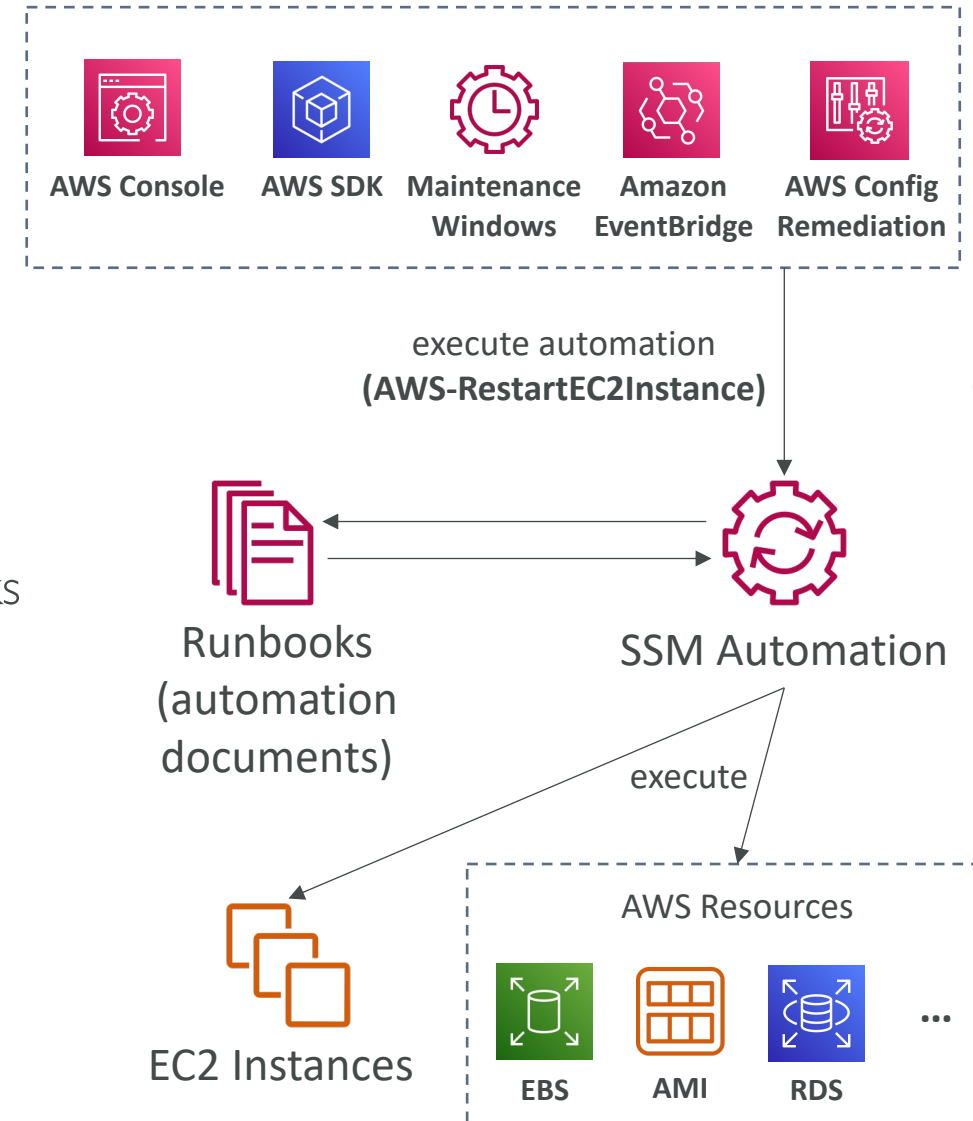 AWS Console
AWS SDK
Maintenance
Windows
Amazon
EventBridge
AWS Config
Remediation
execute automation
(AWS-RestartEC2Instance)
Runbooks
(automation
documents)
SSM Automation
execute
AWS Resources
EC2 Instances
EBS
AMI
RDS
...